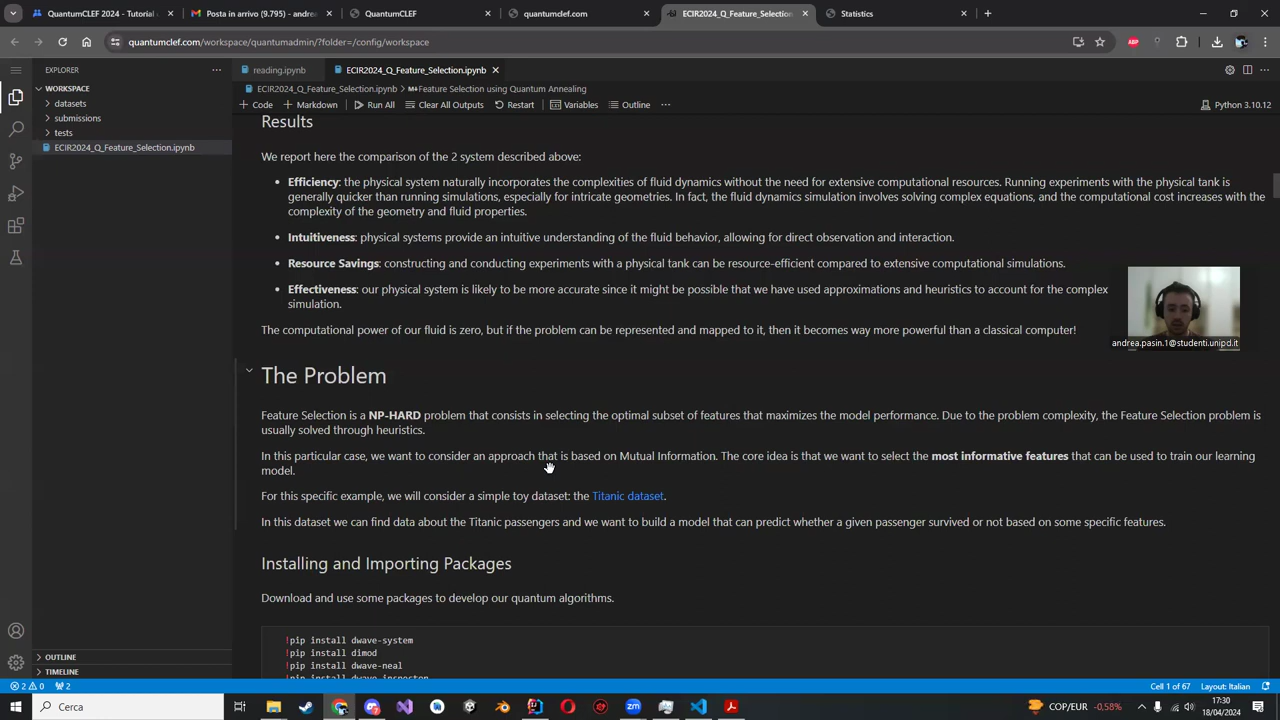 QuantumCLEF 2024 - Tutorial
Posta in arrivo (9.795) - andrea
QuantumCLEF
quantumclef.com
ECIR2024_Q_Feature_Selection
Statistics
quantumclef.com/workspace/quantumadmin/?folder=/config/workspace
ABP
EXPLORER
WORKSPACE
datasets
submissions
tests
ECIR2024_Q_Feature_Selection.ipynb
OUTLINE
TIMELINE
reading.ipynb
ECIR2024_Q_Feature_Selection.ipynb
ECIR2024_Q_Feature_Selection.ipynb > Feature Selection using Quantum Annealing
+ Code + Markdown Run All Clear All Outputs Restart Variables Outline ... Python 3.10.12
Results
We report here the comparison of the 2 system described above:
Efficiency: the physical system naturally incorporates the complexities of fluid dynamics without the need for extensive computational resources. Running experiments with the physical tank is
generally quicker than running simulations, especially for intricate geometries. In fact, the fluid dynamics simulation involves solving complex equations, and the computational cost increases with the
complexity of the geometry and fluid properties.
Intuitiveness: physical systems provide an intuitive understanding of the fluid behavior, allowing for direct observation and interaction.
Resource Savings: constructing and conducting experiments with a physical tank can be resource-efficient compared to extensive computational simulations.
Effectiveness: our physical system is likely to be more accurate since it might be possible that we have used approximations and heuristics to account for the complex
simulation.
The computational power of our fluid is zero, but if the problem can be represented and mapped to it, then it becomes way more powerful than a classical computer!
andrea.pasin.1@studenti.unipd.it
The Problem
Feature Selection is a NP-HARD problem that consists in selecting the optimal subset of features that maximizes the model performance. Due to the problem complexity, the Feature Selection problem is
usually solved through heuristics.
In this particular case, we want to consider an approach that is based on Mutual Information. The core idea is that we want to select the most informative features that can be used to train our learning
model.
For this specific example, we will consider a simple toy dataset: the Titanic dataset.
In this dataset we can find data about the Titanic passengers and we want to build a model that can predict whether a given passenger survived or not based on some specific features.
Installing and Importing Packages
Download and use some packages to develop our quantum algorithms.
!pip install dwave-system
!pip install dimod
!pip install dwave-neal
!pip install dwave-inspector
2 0 2
Cell 1 of 67 Layout: Italian
Cerca
COP/EUR -0,58%
17:30
18/04/2024